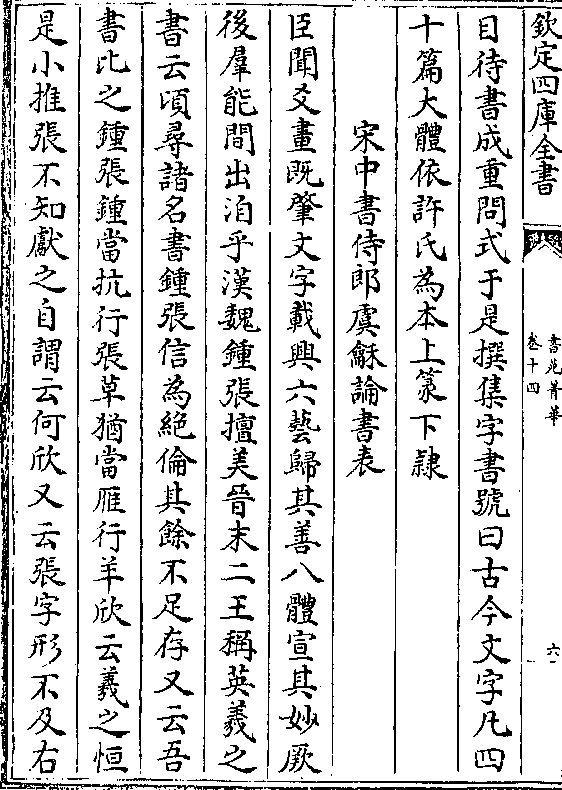 欽定四庫全書
書苑菁華
卷十四
六
目待書成重問式于是撰集字書號曰古今文字凡四
十篇大體依許氏為本上篆下隸
宋中書侍郎虞龢論書表
臣聞爻畫既肇文字載興六藝歸其善八體宣其妙厥
後羣能間出洎乎漢魏鍾張擅美晉末二王稱英羲之
書云頃尋諸名書鍾張信為絶倫其餘不足存又云吾
書比之鍾張鍾當抗行張草猶當雁行羊欣云羲之恒
是小推張不知獻之自謂云何欣又云張字形不及右